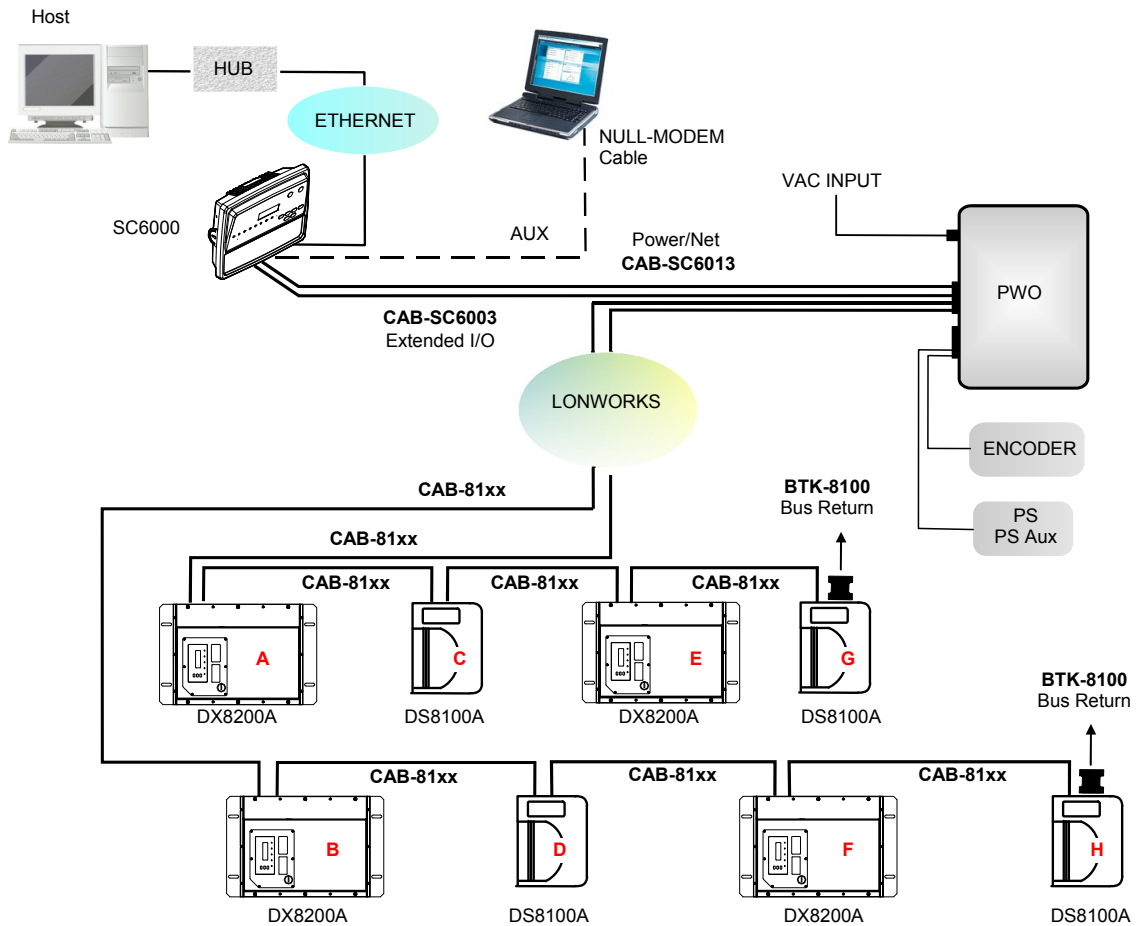 Host
HUB
ETHERNET
NULL-MODEM
Cable
VAC INPUT
SC6000
AUX
Power/Net
CAB-SC6013
PWO
CAB-SC6003
Extended I/O
LONWORKS
ENCODER
PS
PS Aux
CAB-81xx
BTK-8100
Bus Return
CAB-81xx
CAB-81xx
CAB-81xx
CAB-81xx
A
C
E
G
DX8200A
DS8100A
DX8200A
DS8100A
BTK-8100
Bus Return
CAB-81xx
CAB-81xx
CAB-81xx
B
D
F
H
DX8200A
DS8100A
DX8200A
DS8100A